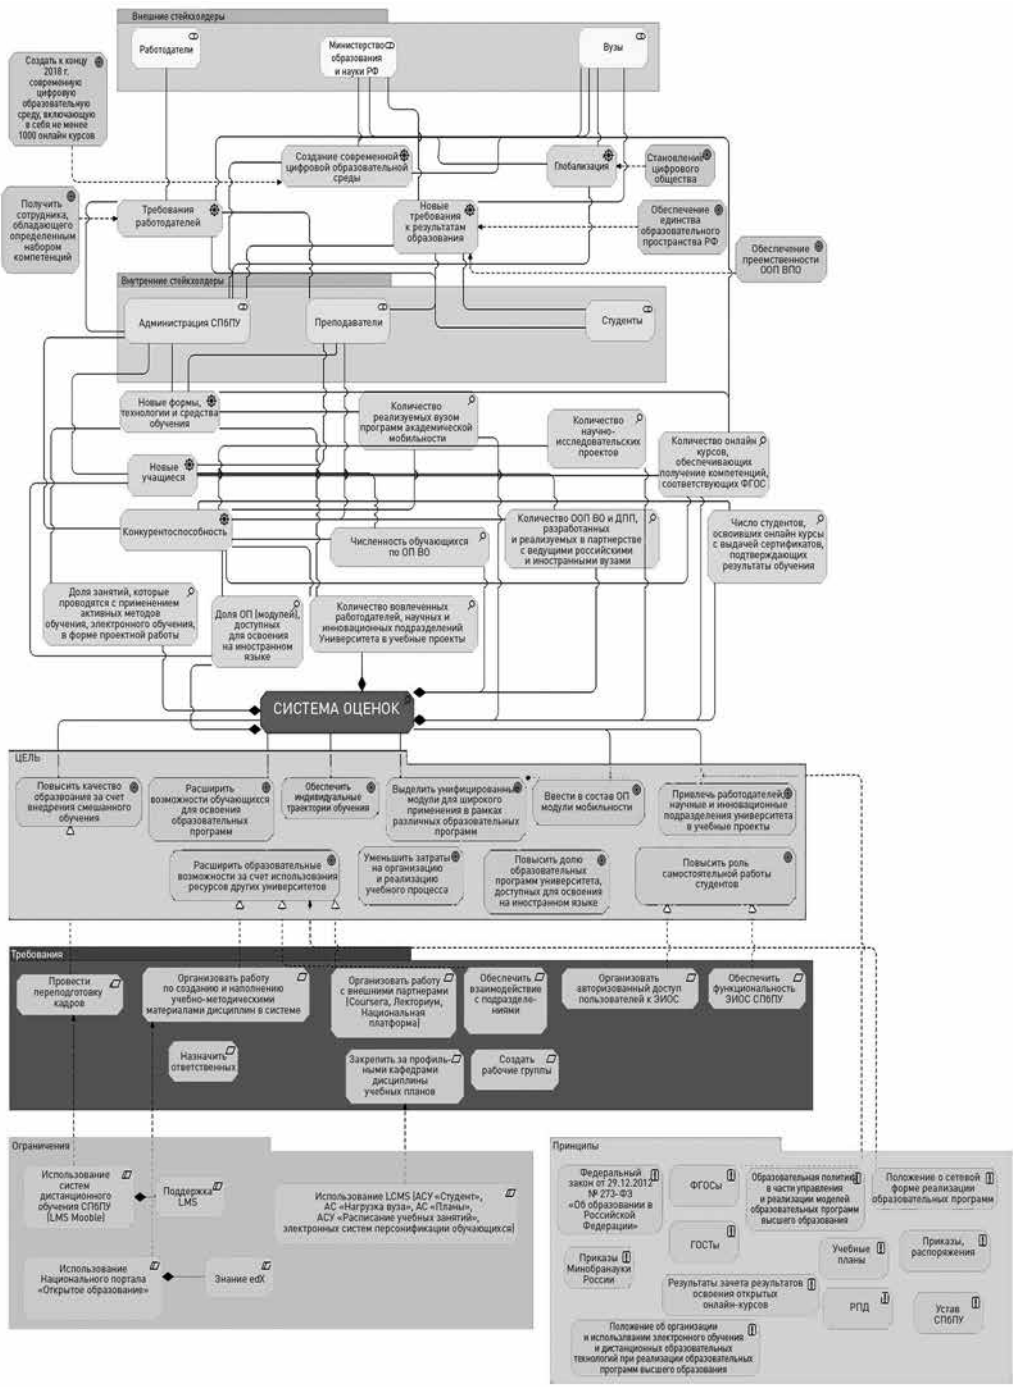 Внешние стейкхолдеры
Работодатели
Министерство
образования
и науки РФ
Вузы
Создать к концу
2018 г.
современную
цифровую
образовательную
среду, включающую
в себя не менее
1000 онлайн курсов
Создание современной
цифровой образовательной
среды
Глобализация
Становление
цифрового
общества
Получить
сотрудника,
обладающего
определенным
набором
компетенций
Требования
работодателей
Новые
требования
к результатам
образования
Обеспечение
единства
образовательного
пространства РФ
Обеспечение
преемственности
ООП ВПО
Внутренние стейкхолдеры
Администрация СПбПУ
Преподаватели
Студенты
Новые формы,
технологии и средства
обучения
Количество
реализуемых вузом
программ академической
мобильности
Количество
научно-
исследовательских
проектов
Количество онлайн
курсов,
обеспечивающих
получение компетенций,
соответствующих ФГОС
Новые
учащиеся
Конкурентоспособность
Численность обучающихся
по ОП ВО
Количество ООП ВО и ДПП,
разработанных
и реализуемых в партнерстве
с ведущими российскими
и иностранными вузами
Число студентов,
освоивших онлайн курсы
с выдачей сертификатов,
подтверждающих
результаты обучения
Доля занятий, которые
проводятся с применением
активных методов
обучения, электронного обучения,
в форме проектной работы
Доля ОП (модулей),
доступных
для освоения
на иностранном
языке
Количество вовлеченных
работодателей, научных и
инновационных подразделений
Университета в учебные проекты
СИСТЕМА ОЦЕНОК
ЦЕЛЬ
Повысить качество
образвоания за счет
внедрения смешанного
обучения
Расширить
возможности обучающихся
для освоения
образовательных
программ
Обеспечить
индивидуальные
траектории обучения
Выделить унифицированные
модули для широкого
применения в рамках
различных образовательных
программ
Ввести в состав ОП
модули мобильности
Привлечь работодателей,
научные и инновационные
подразделения университета
в учебные проекты
Расширить образовательные
возможности за счет использования
ресурсов других университетов
Уменьшить затраты
на организацию
и реализацию
учебного процесса
Повысить долю
образовательных
программ университета,
доступных для освоения
на иностранном языке
Повысить роль
самостоятельной работы
студентов
Требования
Провести
переподготовку
кадров
Организовать работу
по созданию и наполнению
учебно-методическими
материалами дисциплин в системе
Организовать работу
с внешними партнерами
(Coursera, Лекториум,
Национальная
платформа)
Обеспечить
взаимодействие
с подразделе-
ниями
Организовать
авторизованный доступ
пользователей к ЭИОС
Обеспечить
функциональность
ЭИОС СПбПУ
Назначить
ответственных
Закрепить за профиль-
ными кафедрами
дисциплины
учебных планов
Создать
рабочие группы
Ограничения
Использование
систем
дистанционного
обучения СПбПУ
(LMS Mooble)
Поддержка
LMS
Использование LCMS (АСУ «Студент»,
АС «Нагрузка вуза», АС «Планы»,
АСУ «Расписание учебных занятий»,
электронных систем персонификации обучающихся)
Использование
Национального портала
«Открытое образование»
Знание edX
Принципы
Федеральный
закон от 29.12.2012
№ 273-ФЗ
«Об образовании в
Российской
Федерации»
ФГОСы
Образовательная политика
в части управления
и реализации моделей
образовательных программ
высшего образования
Положение о сетевой
форме реализации
образовательных программ
ГОСТы
Приказы
Минобранауки
России
Учебные
планы
Приказы,
распоряжения
Результаты зачета результатов
освоения открытых
онлайн-курсов
РПД
Устав
СПбПУ
Положение об организации
и использвании электронного обучения
и дистанционных образовательных
технологий при реализации образовательных
программ высшего образования